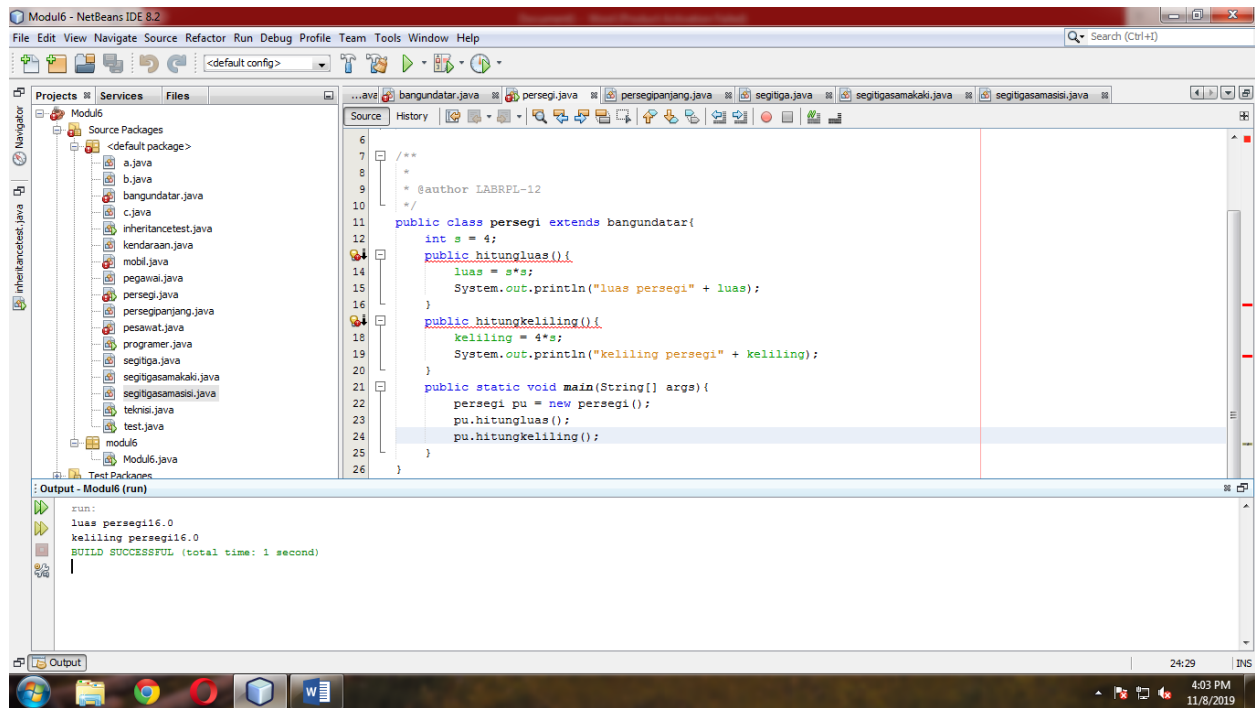 Modul6 - NetBeans IDE 8.2
File Edit View Navigate Source Refactor Run Debug Profile Team Tools Window Help
Search (Ctrl+I)
<default config>
Projects Services Files
...ava bangundatar.java persegi.java persegipanjang.java segitiga.java segitigasamakaki.java segitigasamasisi.java
Source History
Navigator
inheritancetest.java
Modul6
Source Packages
<default package>
a.java
b.java
bangundatar.java
c.java
inheritancetest.java
kendaraan.java
mobil.java
pegawai.java
persegi.java
persegipanjang.java
pesawat.java
programer.java
segitiga.java
segitigasamakaki.java
segitigasamasisi.java
teknisi.java
test.java
modul6
Modul6.java
Test Packages
6
7 /**
8 *
9 * @author LABRPL-12
10 */
11 public class persegi extends bangundatar{
12 int s = 4;
public hitungluas(){
14 luas = s*s;
15 System.out.println("luas persegi" + luas);
16 }
public hitungkeliling(){
18 keliling = 4*s;
19 System.out.println("keliling persegi" + keliling);
20 }
21 public static void main(String[] args){
22 persegi pu = new persegi();
23 pu.hitungluas();
24 pu.hitungkeliling();
25 }
26 }
Output - Modul6 (run)
run:
luas persegi16.0
keliling persegi16.0
BUILD SUCCESSFUL (total time: 1 second)
Output
24:29 INS
4:03 PM
11/8/2019